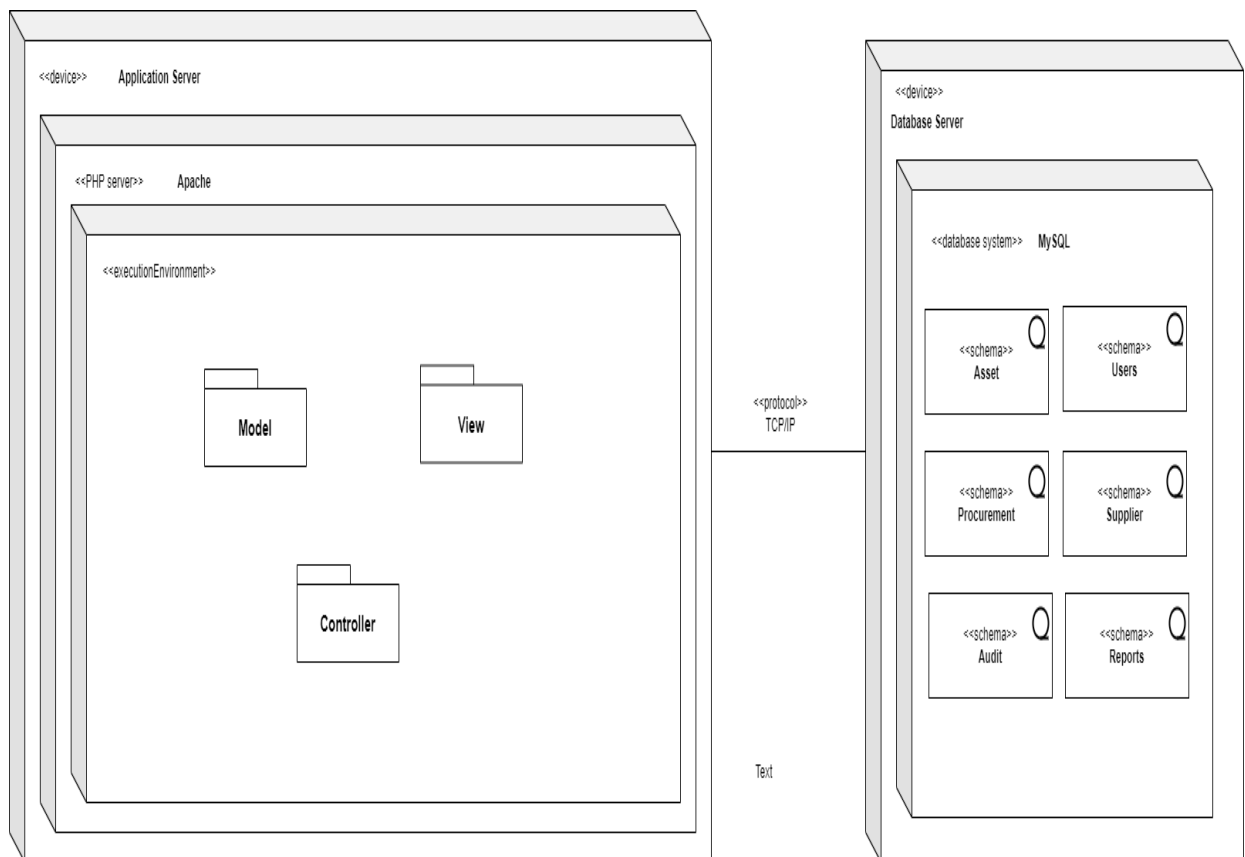 <<device>> Application Server
<<PHP server>> Apache
<<executionEnvironment>>
Model
View
Controller
<<protocol>>
TCP/IP
Text
<<device>>
Database Server
<<database system>> MySQL
<<schema>>
Asset
<<schema>>
Users
<<schema>>
Procurement
<<schema>>
Supplier
<<schema>>
Audit
<<schema>>
Reports